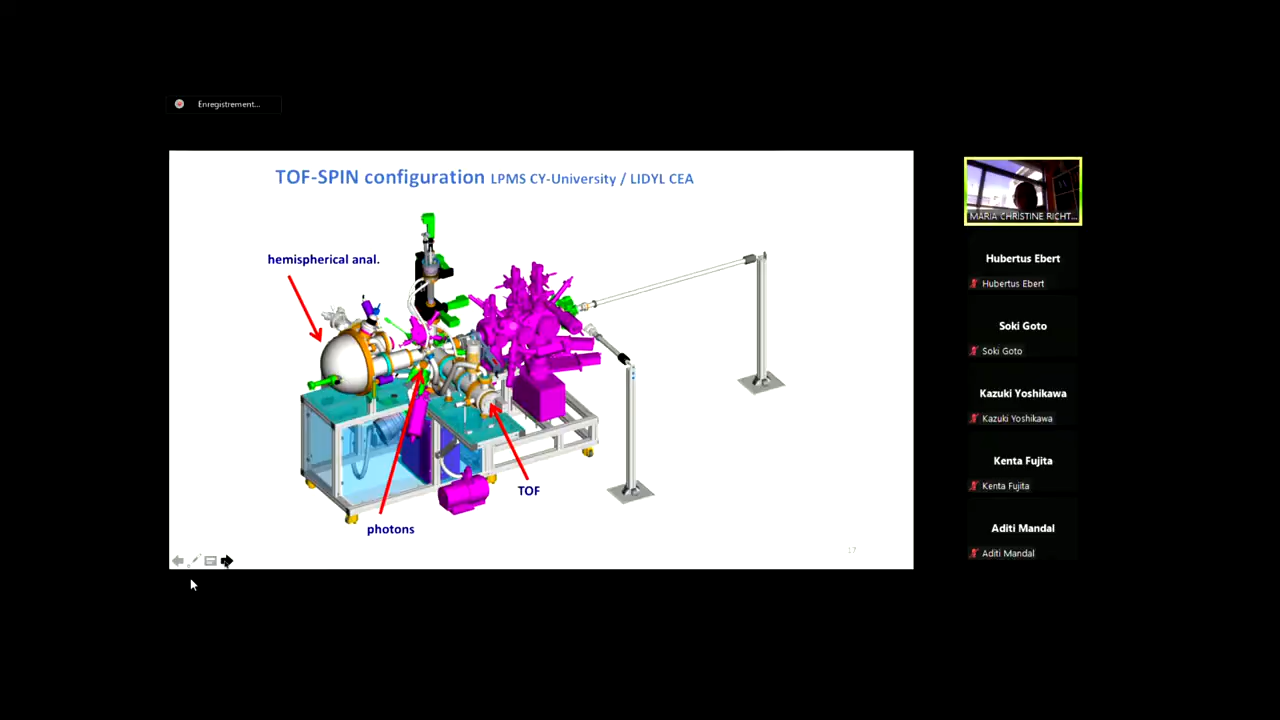 Enregistrement...
TOF-SPIN configuration LPMS CY-University / LIDYL CEA
hemispherical anal.
TOF
photons
17
MARIA CHRISTINE RICHT...
Hubertus Ebert
Hubertus Ebert
Soki Goto
Soki Goto
Kazuki Yoshikawa
Kazuki Yoshikawa
Kenta Fujita
Kenta Fujita
Aditi Mandal
Aditi Mandal